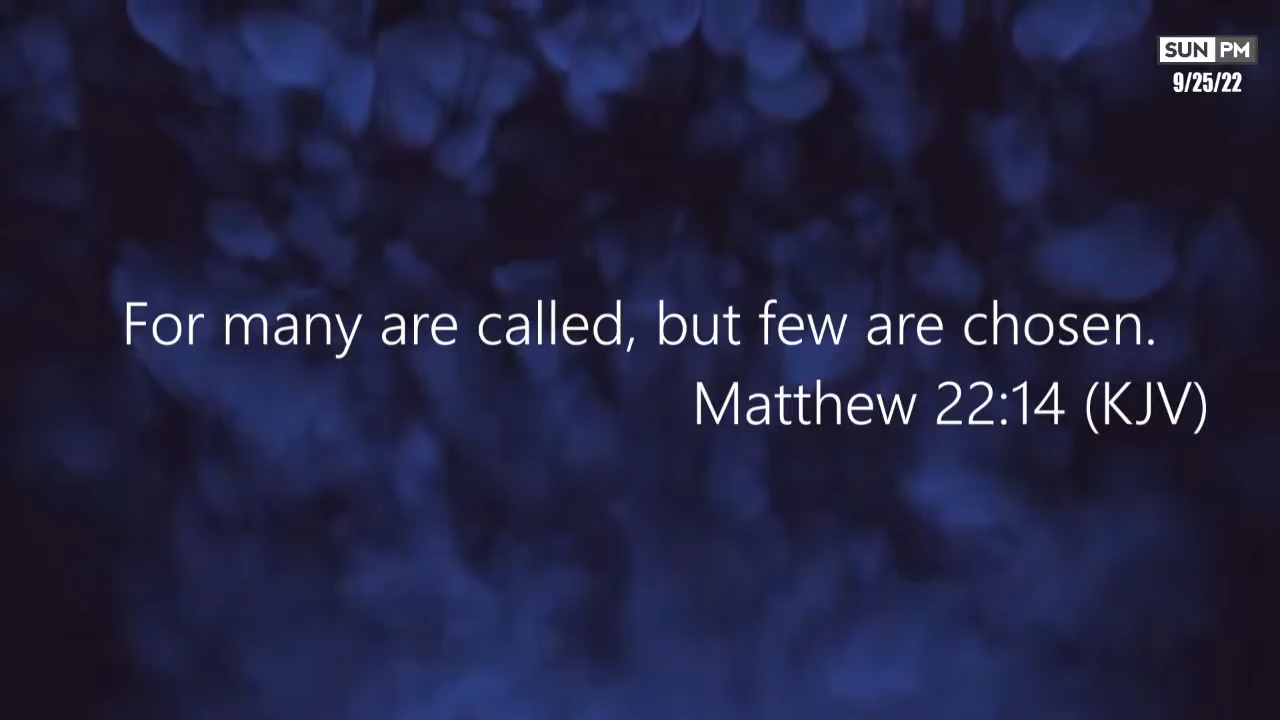 SUN PM
9/25/22
For many are called, but few are chosen.
Matthew 22:14 (KJV)